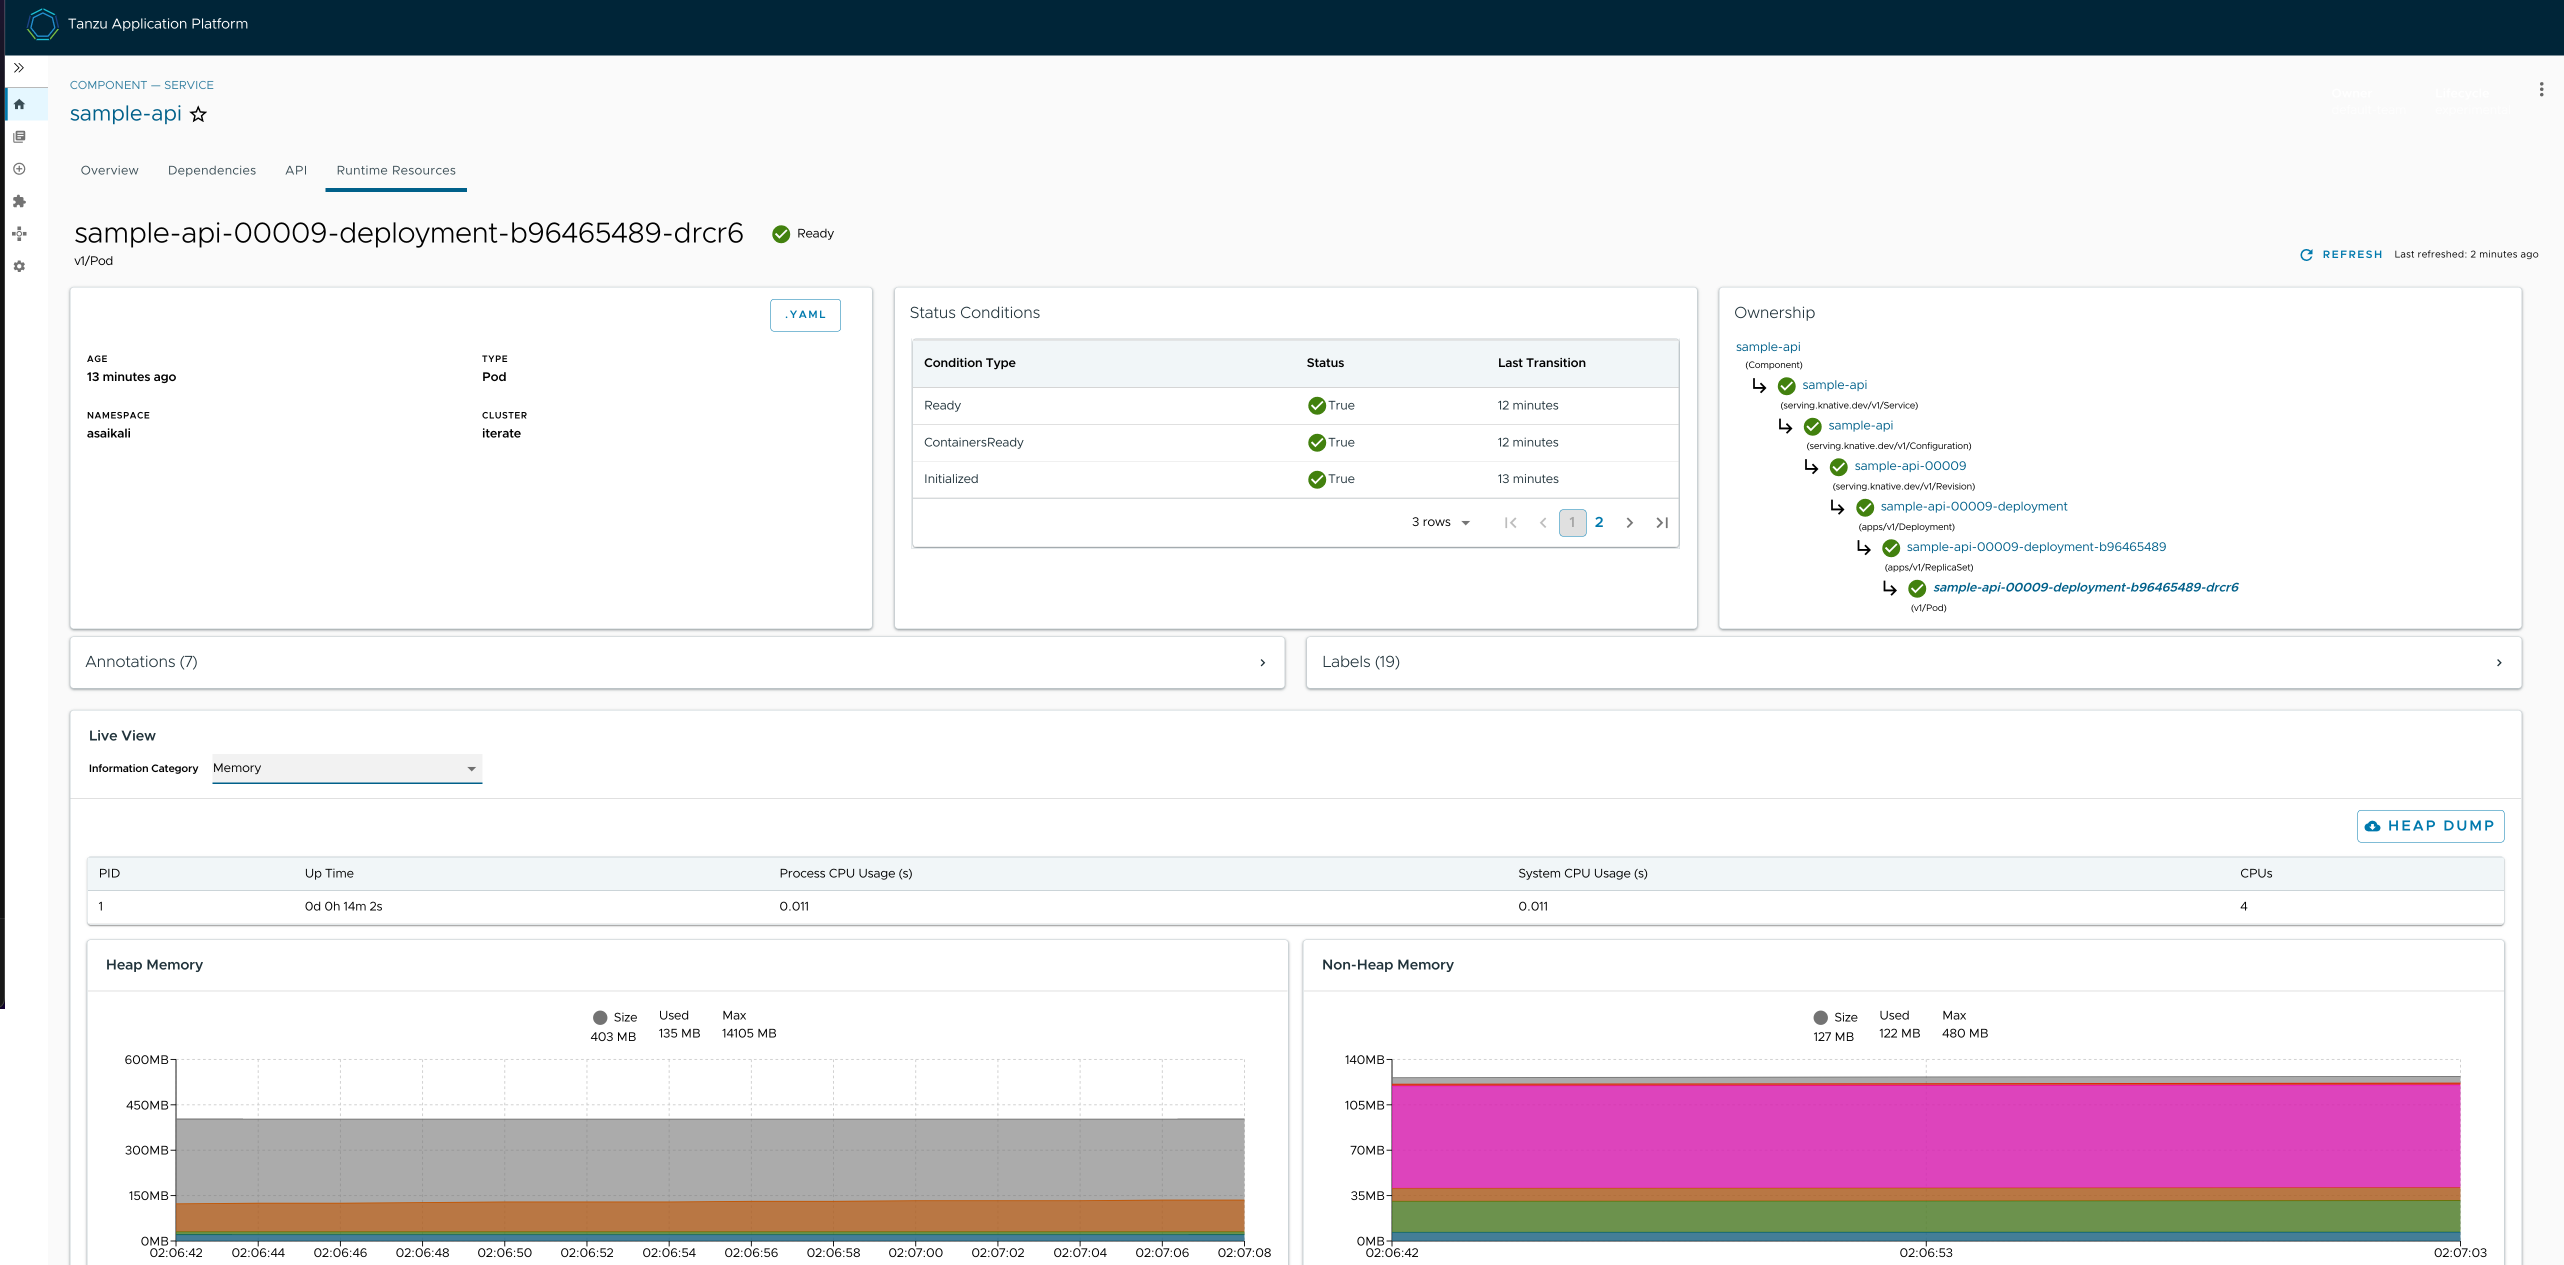 Tanzu Application Platform
COMPONENT — SERVICE
sample-api
Overview
Dependencies
API
Runtime Resources
sample-api-00009-deployment-b96465489-drcr6
Ready
v1/Pod
REFRESH
Last refreshed: 2 minutes ago
.YAML
AGE
13 minutes ago
TYPE
Pod
NAMESPACE
asaikali
CLUSTER
iterate
Status Conditions
Condition Type Status Last Transition
Ready True 12 minutes
ContainersReady True 12 minutes
Initialized True 13 minutes
3 rows 1 2
Ownership
sample-api
(Component)
sample-api
(serving.knative.dev/v1/Service)
sample-api
(serving.knative.dev/v1/Configuration)
sample-api-00009
(serving.knative.dev/v1/Revision)
sample-api-00009-deployment
(apps/v1/Deployment)
sample-api-00009-deployment-b96465489
(apps/v1/ReplicaSet)
sample-api-00009-deployment-b96465489-drcr6
(v1/Pod)
Annotations (7)
Labels (19)
Live View
Information Category Memory
HEAP DUMP
PID Up Time Process CPU Usage (s) System CPU Usage (s) CPUs
1 0d 0h 14m 2s 0.011 0.011 4
Heap Memory
Size Used Max
403 MB 135 MB 14105 MB
600MB
450MB
300MB
150MB
0MB
02:06:42 02:06:44 02:06:46 02:06:48 02:06:50 02:06:52 02:06:54 02:06:56 02:06:58 02:07:00 02:07:02 02:07:04 02:07:06 02:07:08
Non-Heap Memory
Size Used Max
127 MB 122 MB 480 MB
140MB
105MB
70MB
35MB
0MB
02:06:42 02:06:53 02:07:03